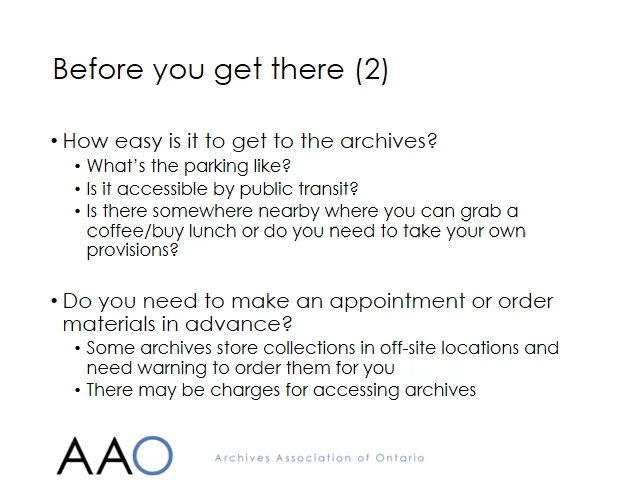 Before you get there (2)
• How easy is it to get to the archives?
• What's the parking like?
• Is it accessible by public transit?
• Is there somewhere nearby where you can grab a
coffee/buy lunch or do you need to take your own
provisions?
• Do you need to make an appointment or order
materials in advance?
• Some archives store collections in off-site locations and
need warning to order them for you
• There may be charges for accessing archives
AAO
Archives Association of Ontario